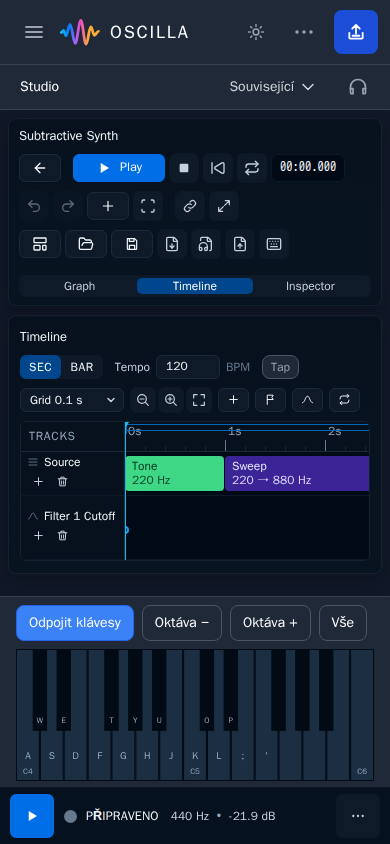 OSCILLA
Studio
Související
Subtractive Synth
Play
00:00.000
Graph
Timeline
Inspector
Timeline
SEC
BAR
Tempo
120
BPM
Tap
Grid 0.1 s
TRACKS
0s
1s
2s
Source
Tone
220 Hz
Sweep
220 → 880 Hz
Filter 1 Cutoff
Odpojit klávesy
Oktáva −
Oktáva +
Vše
W E T Y U O P
A S D F G H J K L ; '
C4 C5 C6
PŘIPRAVENO
440 Hz • -21.9 dB